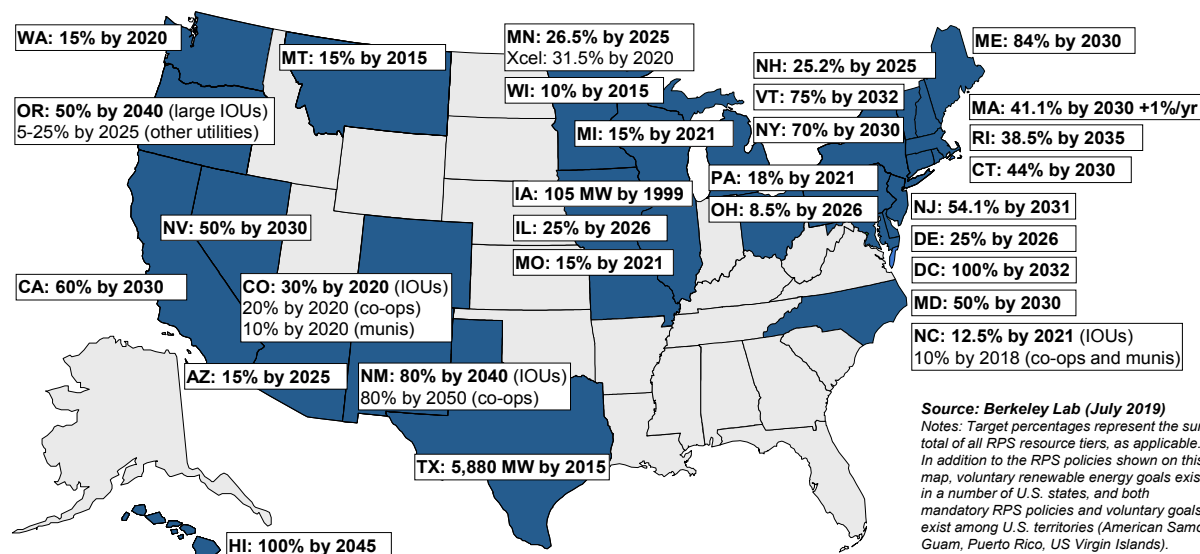 WA: 15% by 2020
MT: 15% by 2015
MN: 26.5% by 2025
Xcel: 31.5% by 2020
ME: 84% by 2030
NH: 25.2% by 2025
WI: 10% by 2015
VT: 75% by 2032
OR: 50% by 2040 (large IOUs)
5-25% by 2025 (other utilities)
MA: 41.1% by 2030 +1%/yr
MI: 15% by 2021
NY: 70% by 2030
RI: 38.5% by 2035
CT: 44% by 2030
PA: 18% by 2021
IA: 105 MW by 1999
OH: 8.5% by 2026
NJ: 54.1% by 2031
NV: 50% by 2030
IL: 25% by 2026
DE: 25% by 2026
MO: 15% by 2021
DC: 100% by 2032
CA: 60% by 2030
CO: 30% by 2020 (IOUs)
20% by 2020 (co-ops)
10% by 2020 (munis)
MD: 50% by 2030
NC: 12.5% by 2021 (IOUs)
10% by 2018 (co-ops and munis)
AZ: 15% by 2025
NM: 80% by 2040 (IOUs)
80% by 2050 (co-ops)
TX: 5,880 MW by 2015
HI: 100% by 2045
Source: Berkeley Lab (July 2019)
Notes: Target percentages represent the su
total of all RPS resource tiers, as applicable.
In addition to the RPS policies shown on this
map, voluntary renewable energy goals exis
in a number of U.S. states, and both
mandatory RPS policies and voluntary goals
exist among U.S. territories (American Samo
Guam, Puerto Rico, US Virgin Islands).